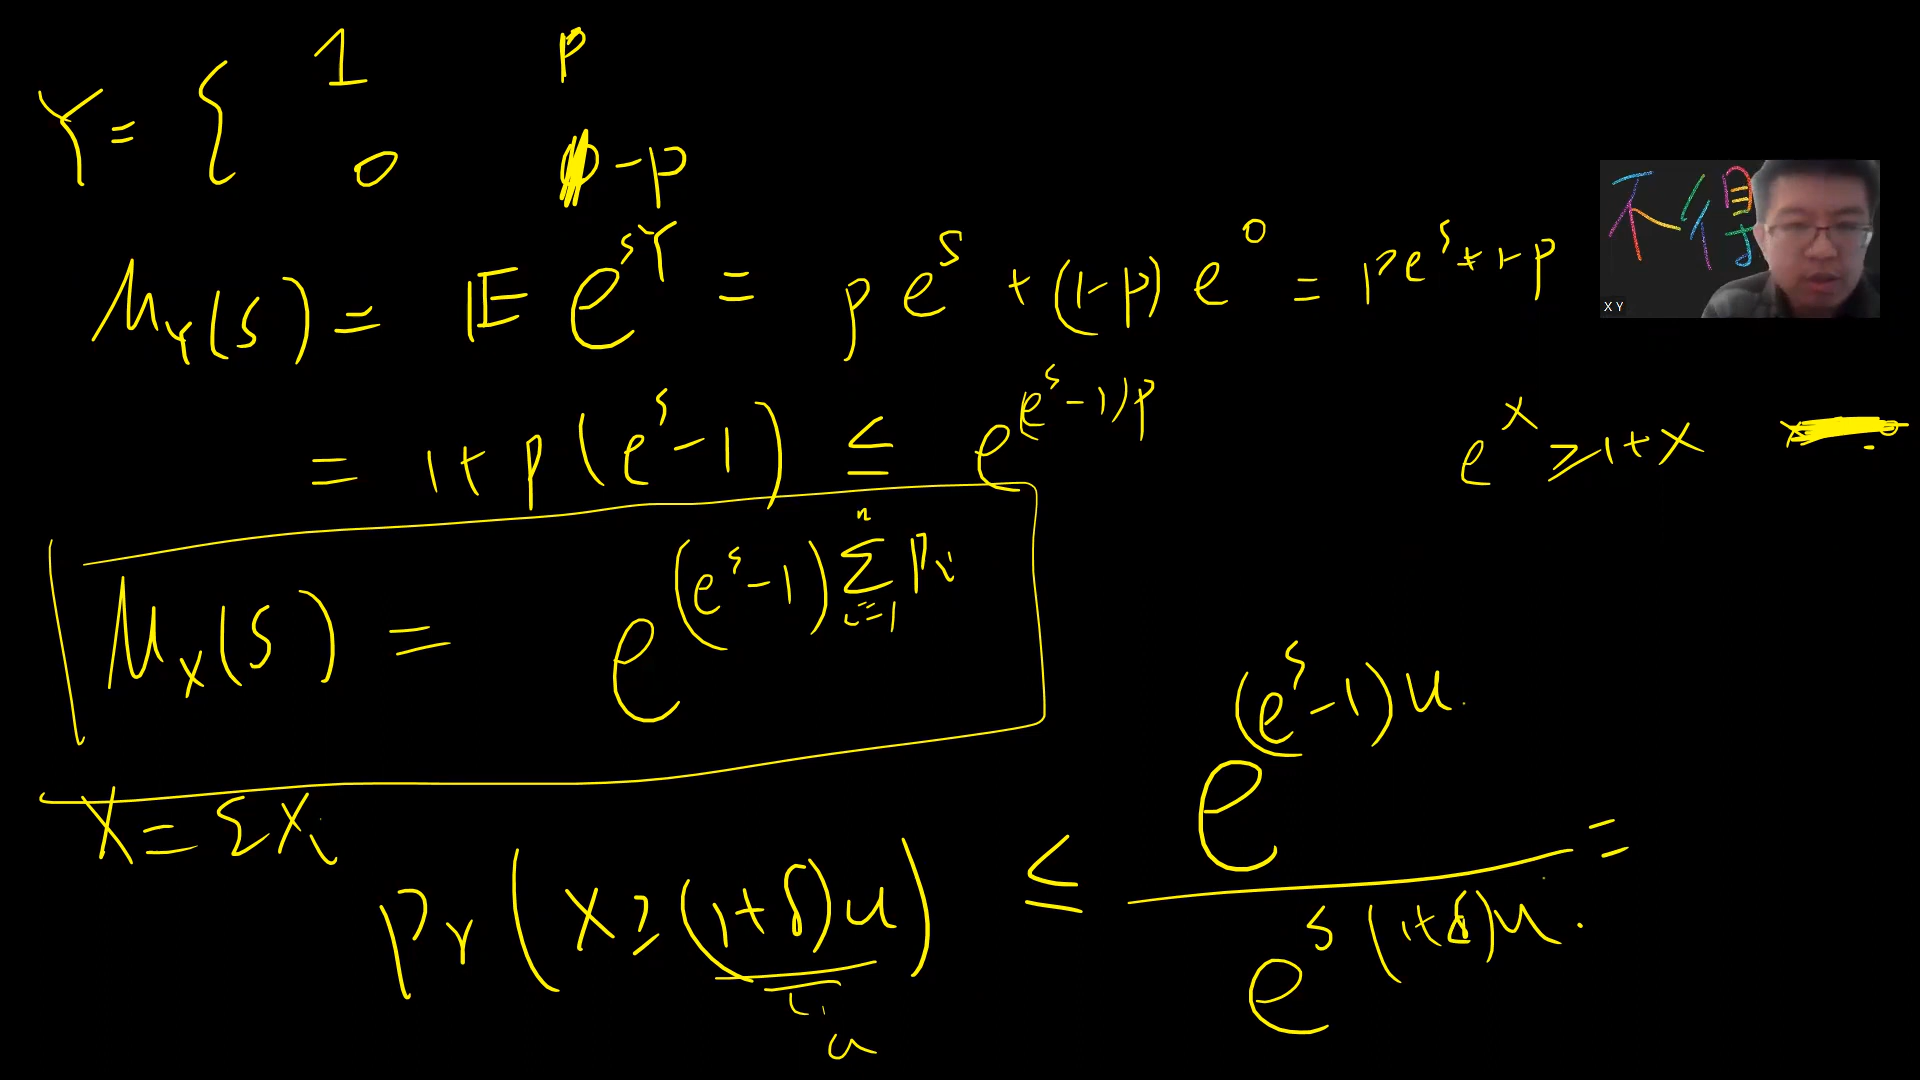 Y = { 1 p
0 1-p
M_Y(s) = 𝔼 e^{sY} = p e^s + (1-p) e^0 = pe^s + 1-p
= 1+p(e^s-1) ≤ e^{(e^s-1)p}
e^x ≥ 1+x
M_X(s) = e^{(e^s-1) Σ_{i=1}^{n} P_i}
X = ΣX_i
Pr(X ≥ (1+δ)u) ≤ e^{(e^s-1)u} / e^{s(1+δ)u} =
a
不得
X Y